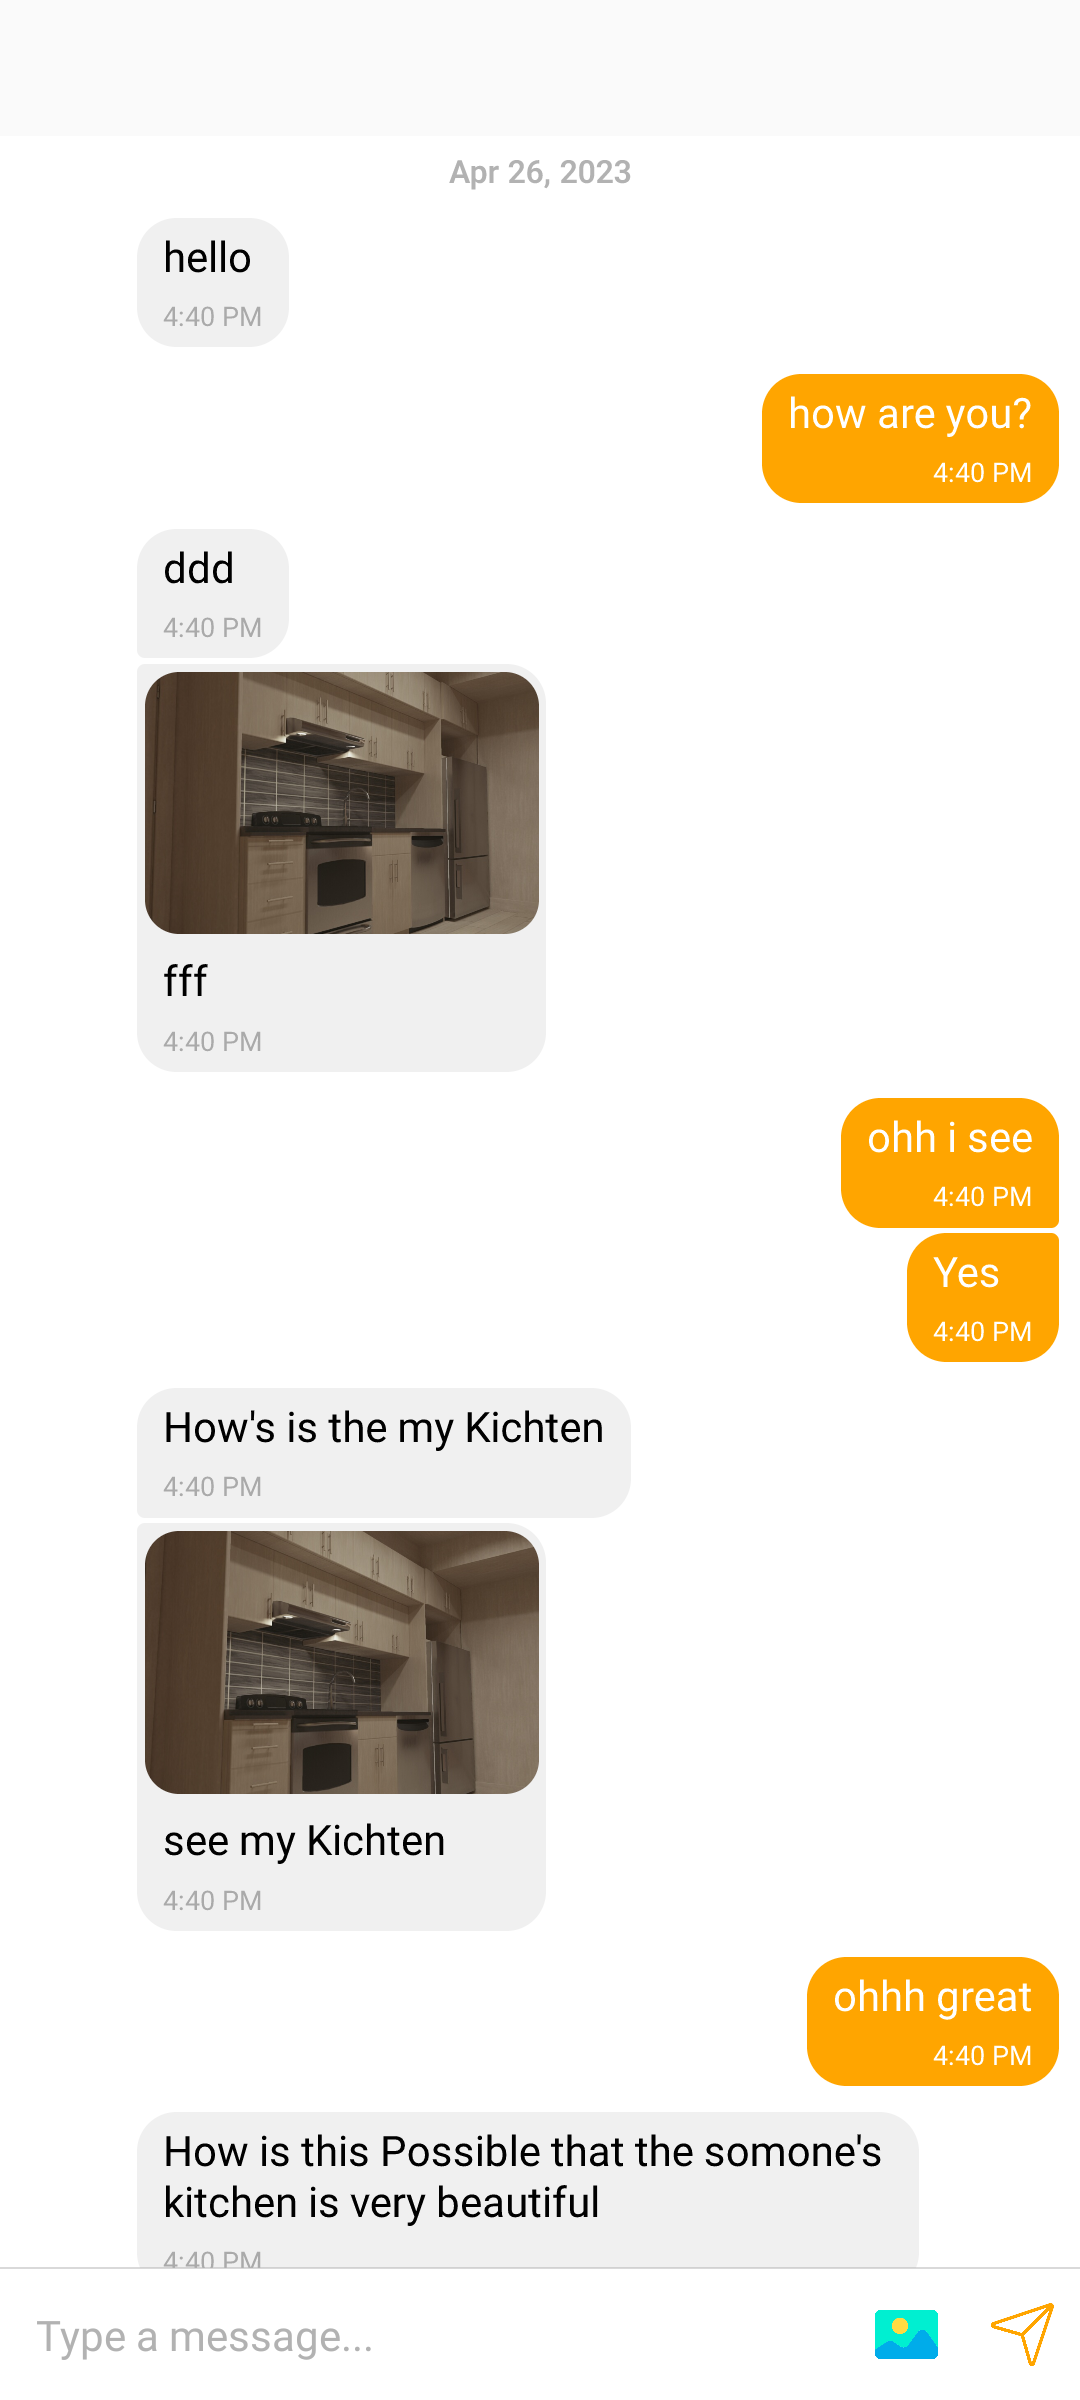 Apr 26, 2023
hello
4:40 PM
how are you?
4:40 PM
ddd
4:40 PM
fff
4:40 PM
ohh i see
4:40 PM
Yes
4:40 PM
How's is the my Kichten
4:40 PM
see my Kichten
4:40 PM
ohhh great
4:40 PM
How is this Possible that the somone's
kitchen is very beautiful
4:40 PM
Type a message...